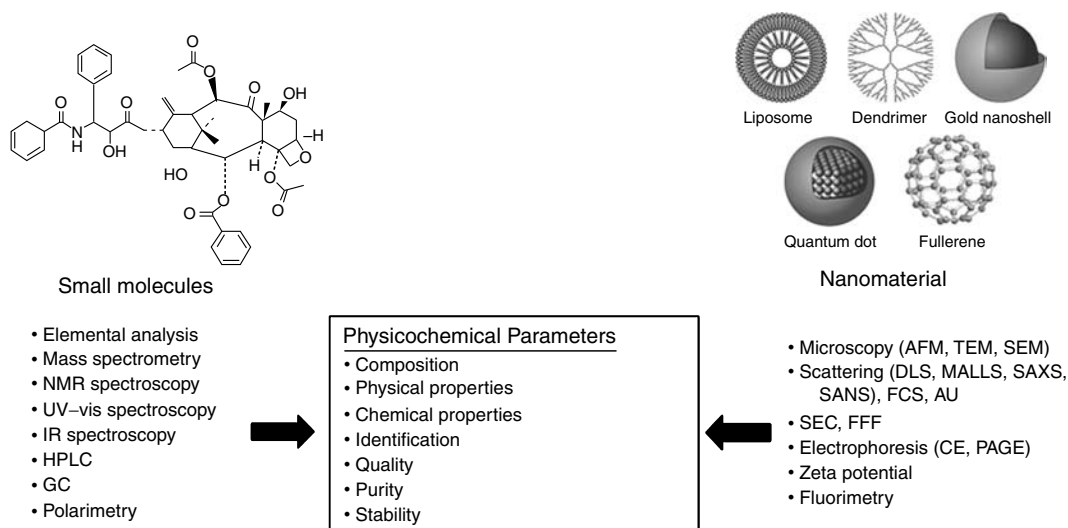 O
O
O
OH
O
O
N
H
OH
–H
O
HO
H
O
O
O
O
Liposome
Dendrimer
Gold nanoshell
Quantum dot
Fullerene
Small molecules
Nanomaterial
• Elemental analysis
• Mass spectrometry
• NMR spectroscopy
• UV–vis spectroscopy
• IR spectroscopy
• HPLC
• GC
• Polarimetry
Physicochemical Parameters
• Composition
• Physical properties
• Chemical properties
• Identification
• Quality
• Purity
• Stability
• Microscopy (AFM, TEM, SEM)
• Scattering (DLS, MALLS, SAXS,
SANS), FCS, AU
• SEC, FFF
• Electrophoresis (CE, PAGE)
• Zeta potential
• Fluorimetry